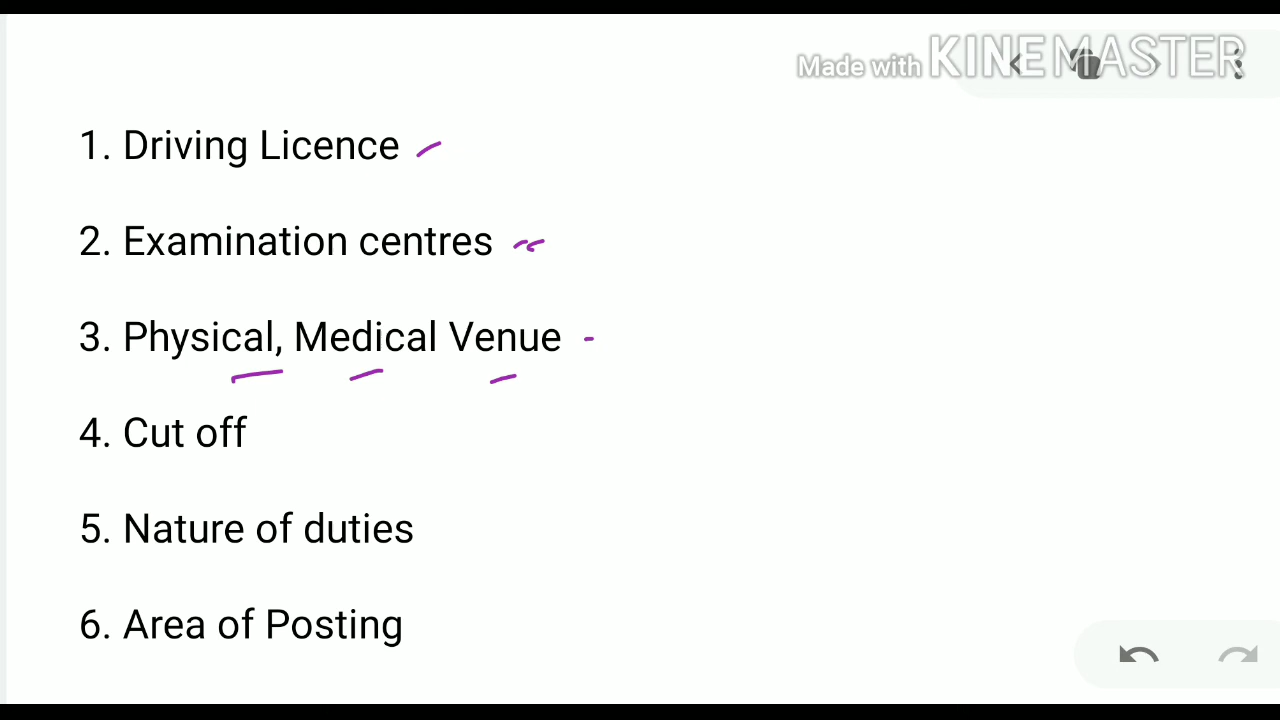 Made with KINEMASTER
1. Driving Licence
2. Examination centres
3. Physical, Medical Venue
4. Cut off
5. Nature of duties
6. Area of Posting